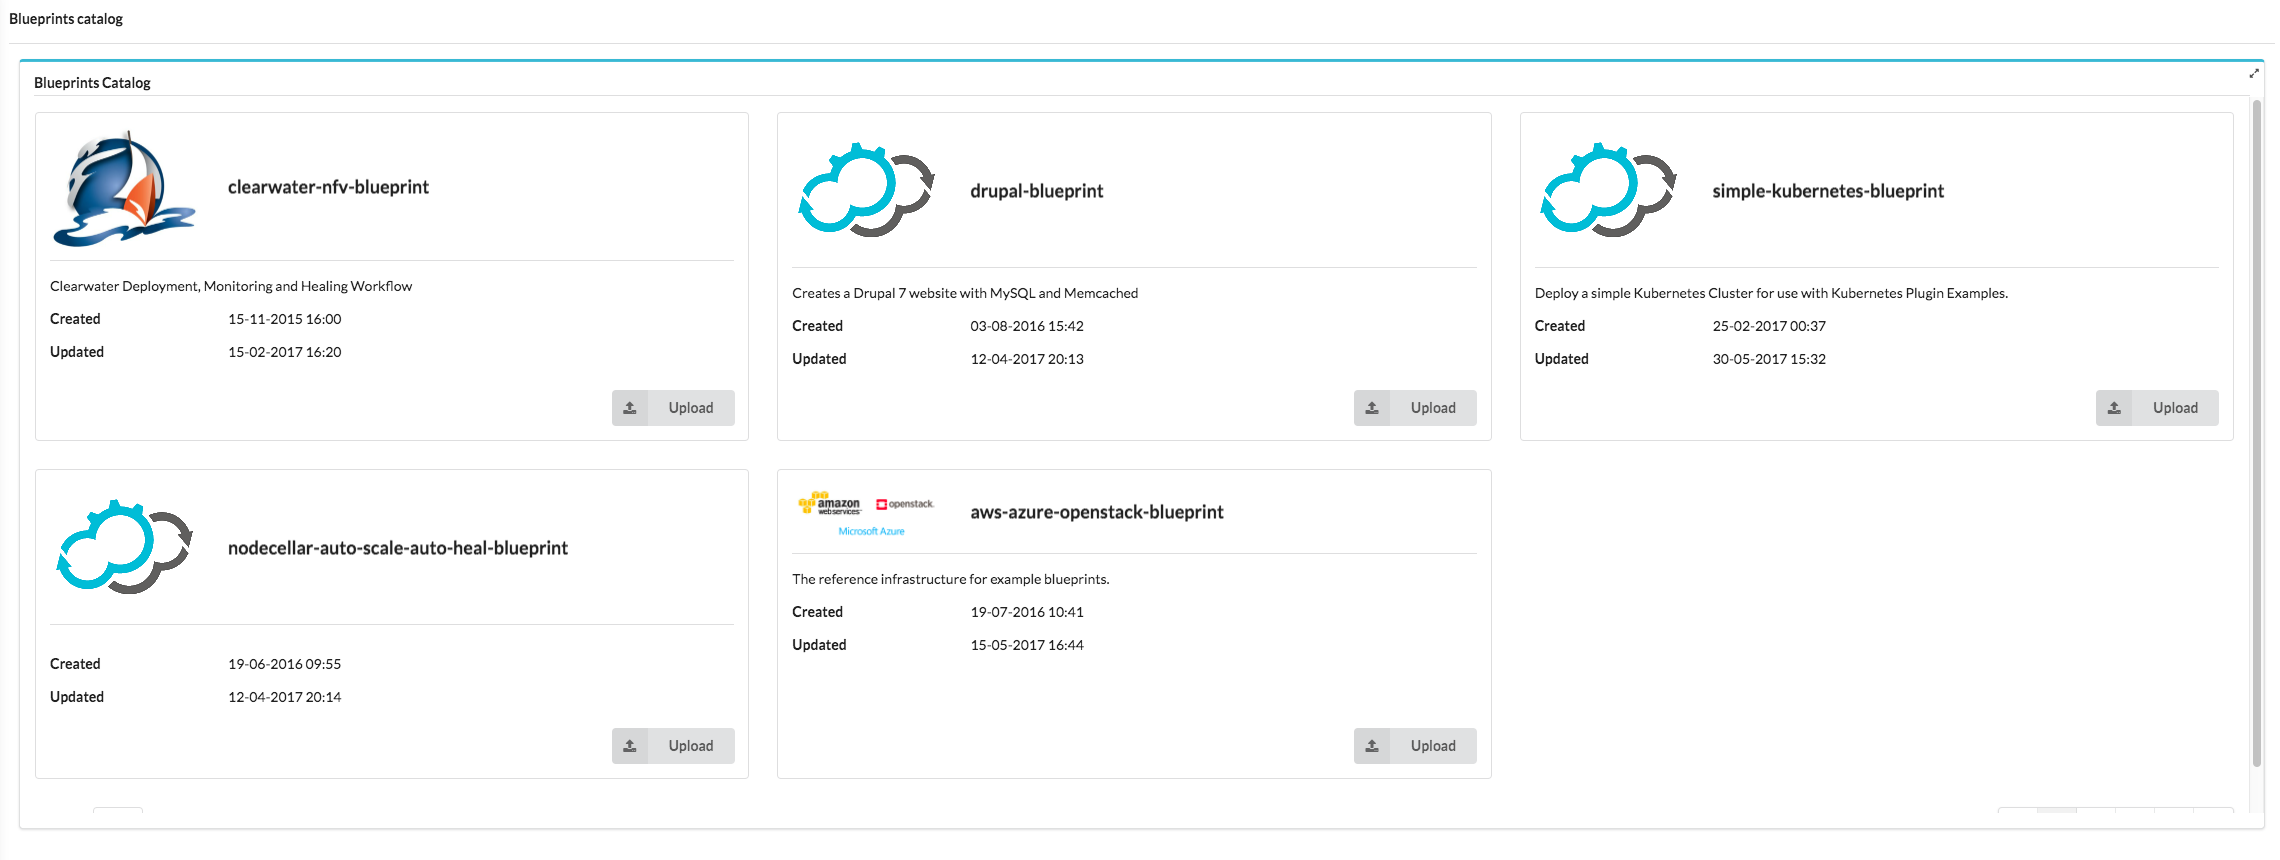 Blueprints catalog
Blueprints Catalog
clearwater-nfv-blueprint
Clearwater Deployment, Monitoring and Healing Workflow
Created 15-11-2015 16:00
Updated 15-02-2017 16:20
Upload
drupal-blueprint
Creates a Drupal 7 website with MySQL and Memcached
Created 03-08-2016 15:42
Updated 12-04-2017 20:13
Upload
simple-kubernetes-blueprint
Deploy a simple Kubernetes Cluster for use with Kubernetes Plugin Examples.
Created 25-02-2017 00:37
Updated 30-05-2017 15:32
Upload
nodecellar-auto-scale-auto-heal-blueprint
Created 19-06-2016 09:55
Updated 12-04-2017 20:14
Upload
amazon
webservices
openstack.
Microsoft Azure
aws-azure-openstack-blueprint
The reference infrastructure for example blueprints.
Created 19-07-2016 10:41
Updated 15-05-2017 16:44
Upload